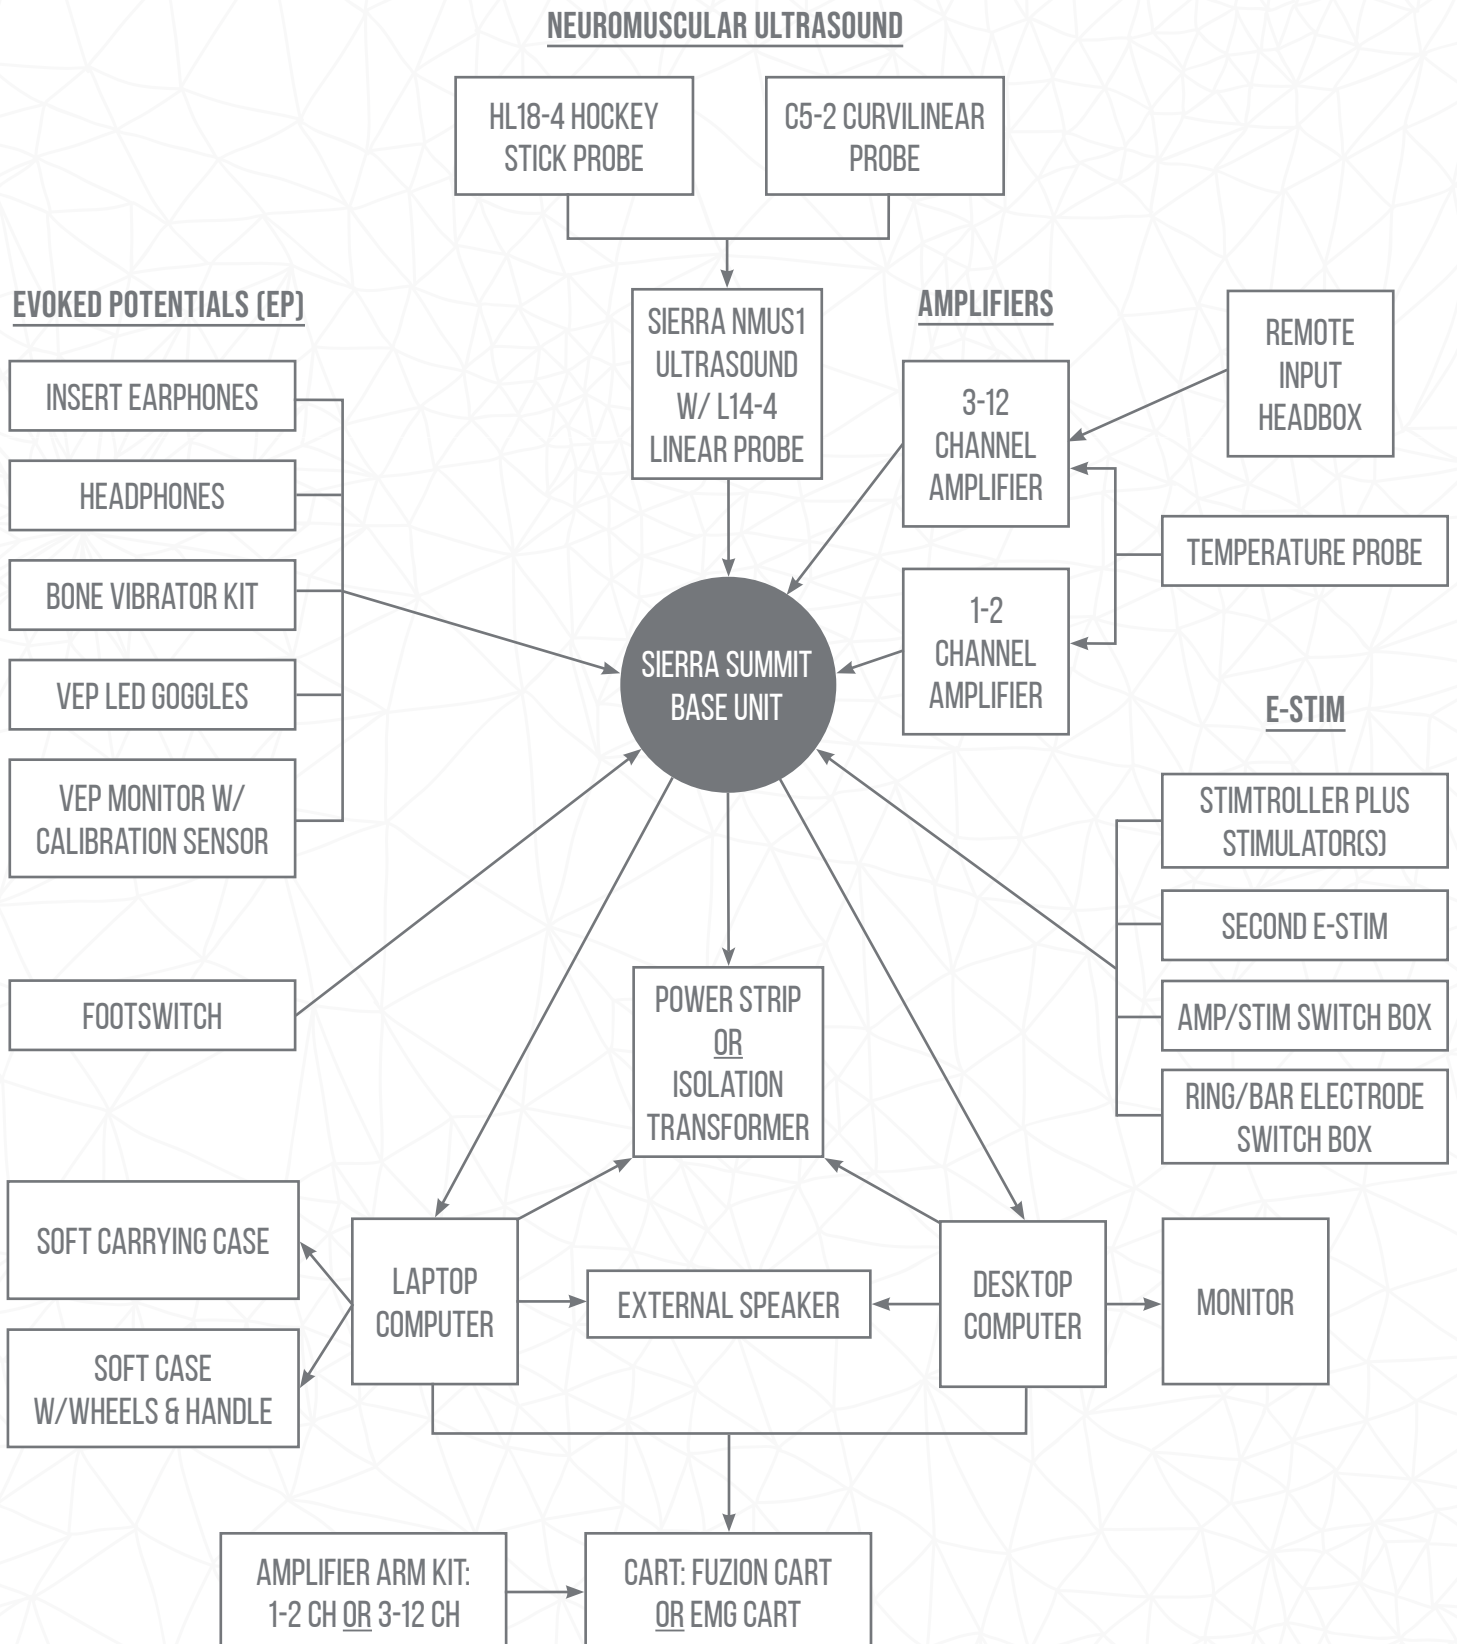 NEUROMUSCULAR ULTRASOUND
HL18-4 HOCKEY
STICK PROBE
C5-2 CURVILINEAR
PROBE
SIERRA NMUS1
ULTRASOUND
W/ L14-4
LINEAR PROBE
EVOKED POTENTIALS (EP)
INSERT EARPHONES
HEADPHONES
BONE VIBRATOR KIT
VEP LED GOGGLES
VEP MONITOR W/
CALIBRATION SENSOR
FOOTSWITCH
AMPLIFIERS
3-12
CHANNEL
AMPLIFIER
REMOTE
INPUT
HEADBOX
TEMPERATURE PROBE
1-2
CHANNEL
AMPLIFIER
SIERRA SUMMIT
BASE UNIT
E-STIM
STIMTROLLER PLUS
STIMULATOR(S)
SECOND E-STIM
AMP/STIM SWITCH BOX
RING/BAR ELECTRODE
SWITCH BOX
POWER STRIP
OR
ISOLATION
TRANSFORMER
SOFT CARRYING CASE
SOFT CASE
W/WHEELS & HANDLE
LAPTOP
COMPUTER
EXTERNAL SPEAKER
DESKTOP
COMPUTER
MONITOR
AMPLIFIER ARM KIT:
1-2 CH OR 3-12 CH
CART: FUZION CART
OR EMG CART